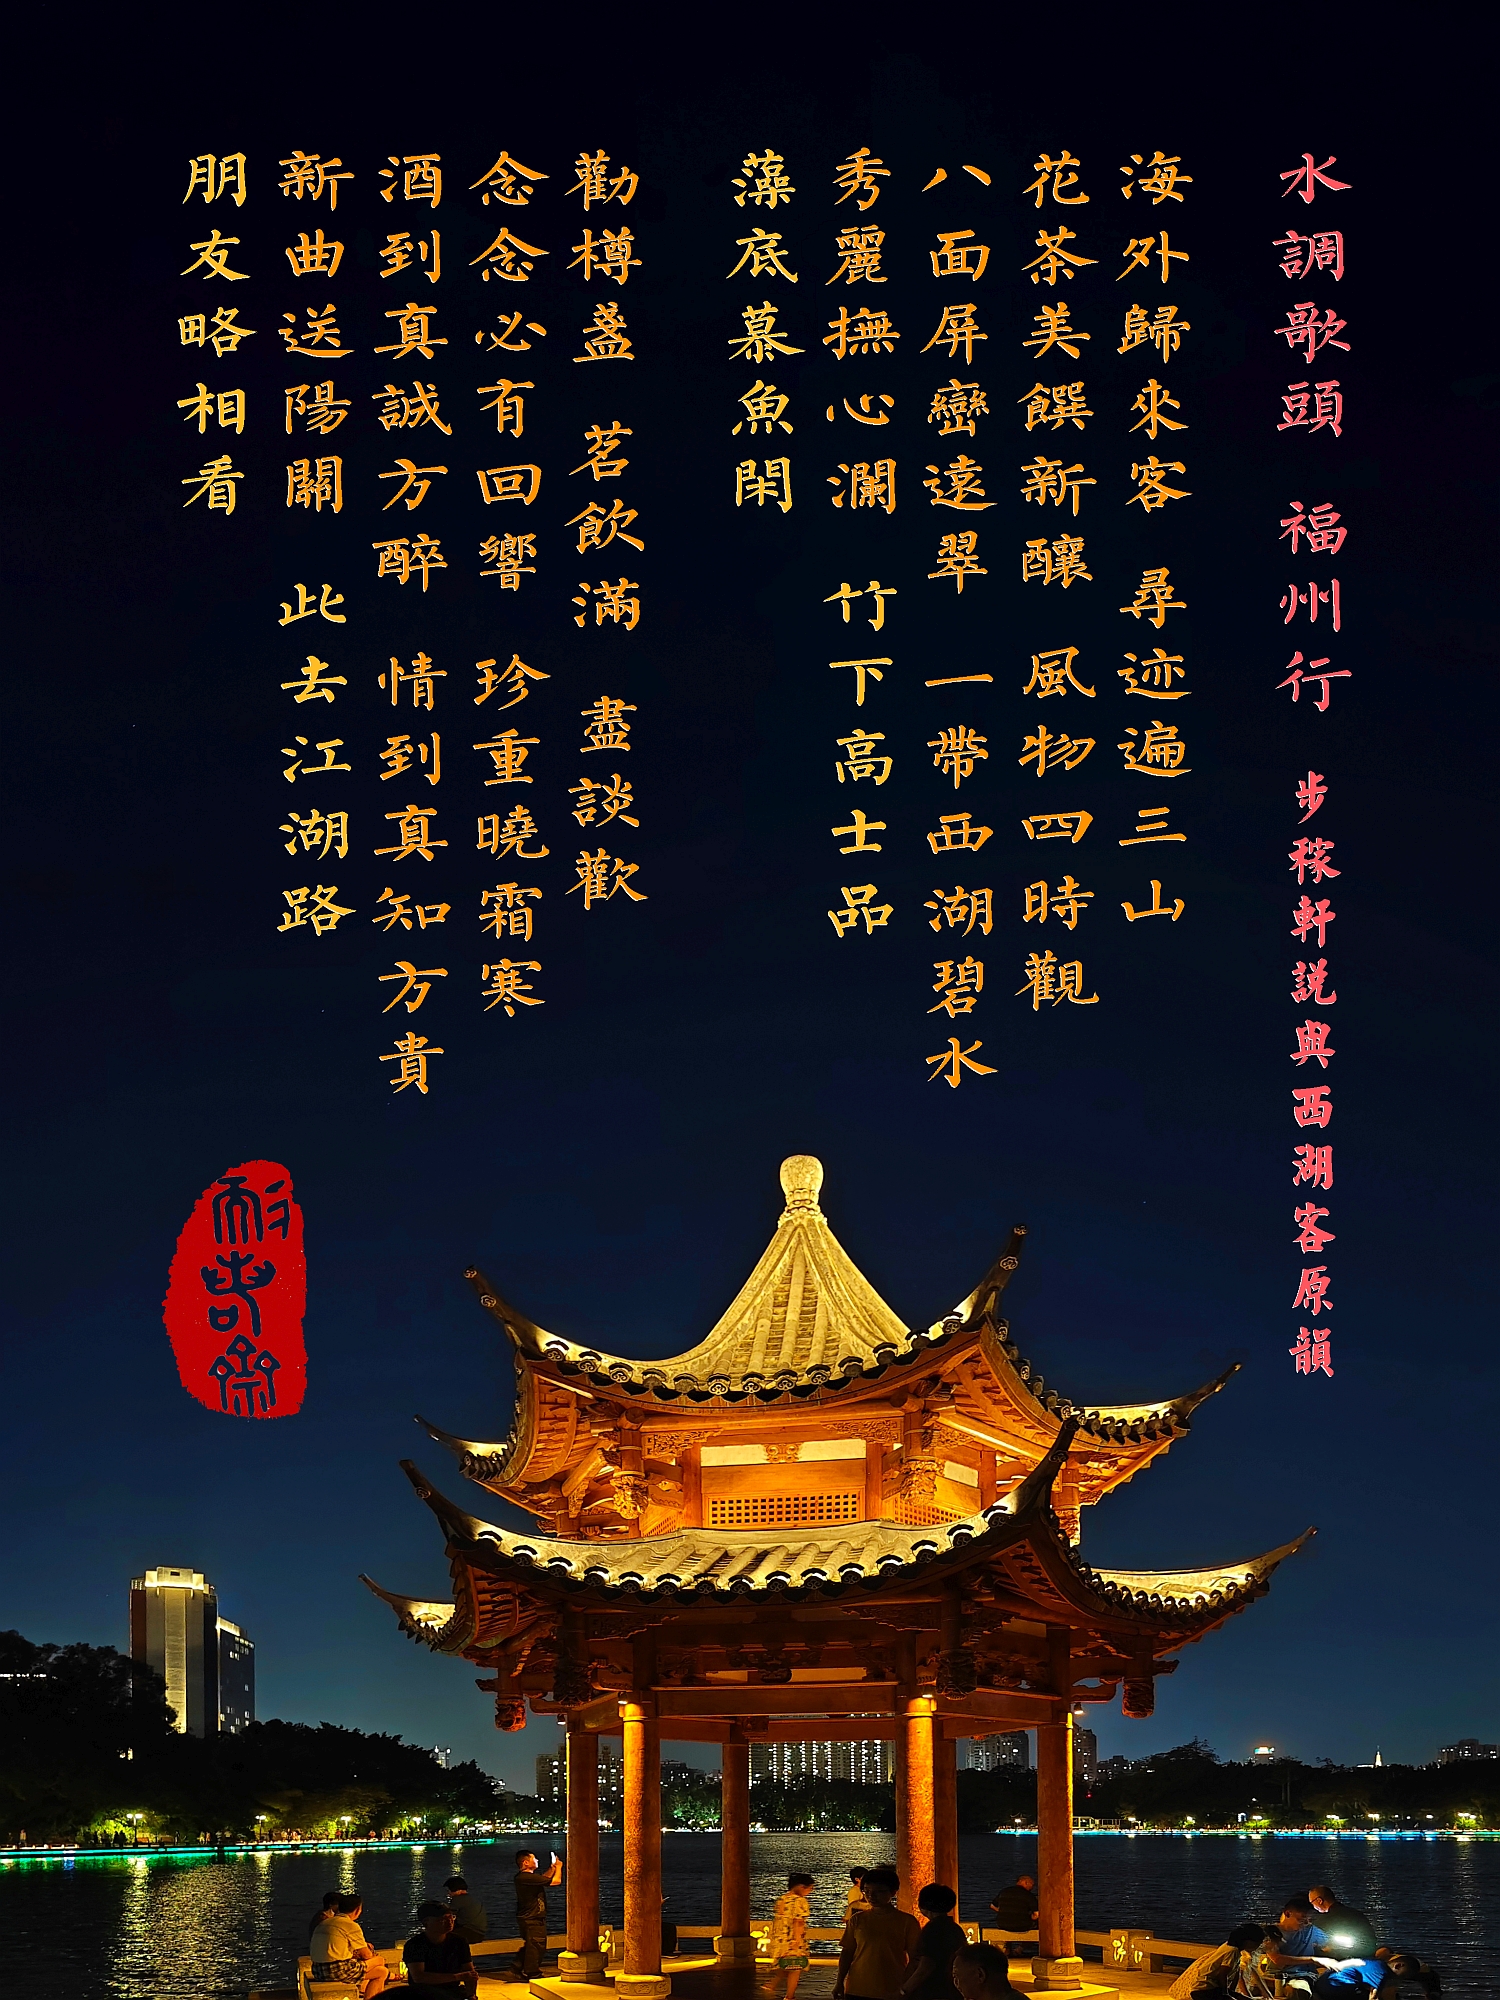 水調歌頭 福州行 步稼軒説與西湖客原韻
海外歸來客 尋迹遍三山
花茶美饌新釀 風物四時觀
八面屏巒遠翠 一帶西湖碧水
秀麗撫心瀾 竹下高士品
藻底慕魚閑
勸樽盞 茗飲滿 盡談歡
念念必有回響 珍重曉霜寒
酒到真誠方醉 情到真知方貴
新曲送陽關 此去江湖路
朋友略相看